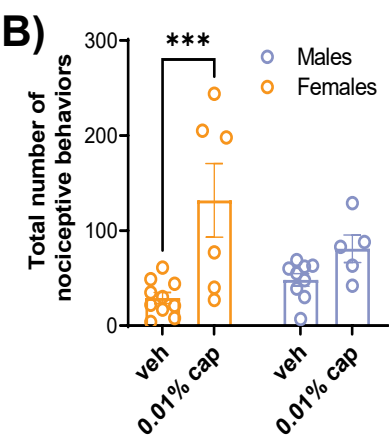 B)
Total number of
nociceptive behaviors
300
200
100
0
***
Males
Females
veh
0.01% cap
veh
0.01% cap